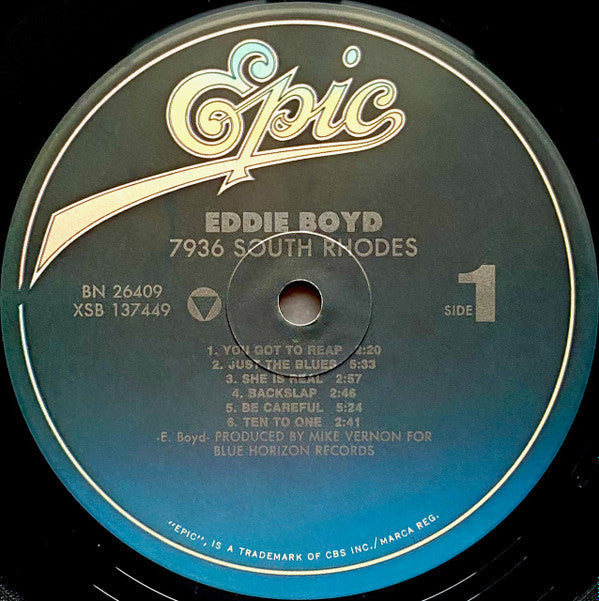 Epic
EDDIE BOYD
7936 SOUTH RHODES
BN 26409
XSB 137449
SIDE 1
1. YOU GOT TO REAP 2:20
2. JUST THE BLUES 5:33
3. SHE IS REAL 2:57
4. BACKSLAP 2:46
5. BE CAREFUL 5:24
6. TEN TO ONE 2:41
-E. Boyd- PRODUCED BY MIKE VERNON FOR
BLUE HORIZON RECORDS
"EPIC", IS A TRADEMARK OF CBS INC./MARCA REG.